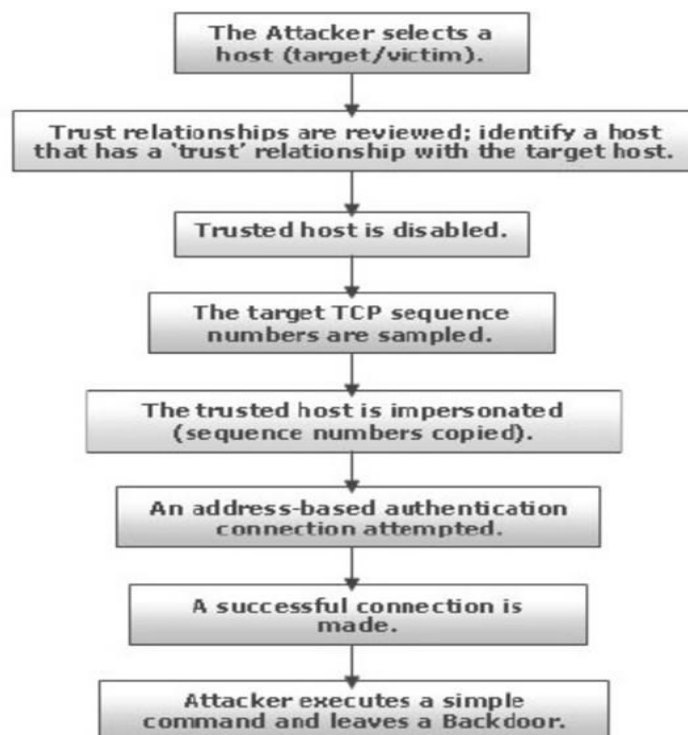 The Attacker selects a
host (target/victim).
Trust relationships are reviewed; identify a host
that has a 'trust' relationship with the target host.
Trusted host is disabled.
The target TCP sequence
numbers are sampled.
The trusted host is impersonated
(sequence numbers copied).
An address-based authentication
connection attempted.
A successful connection is
made.
Attacker executes a simple
command and leaves a Backdoor.